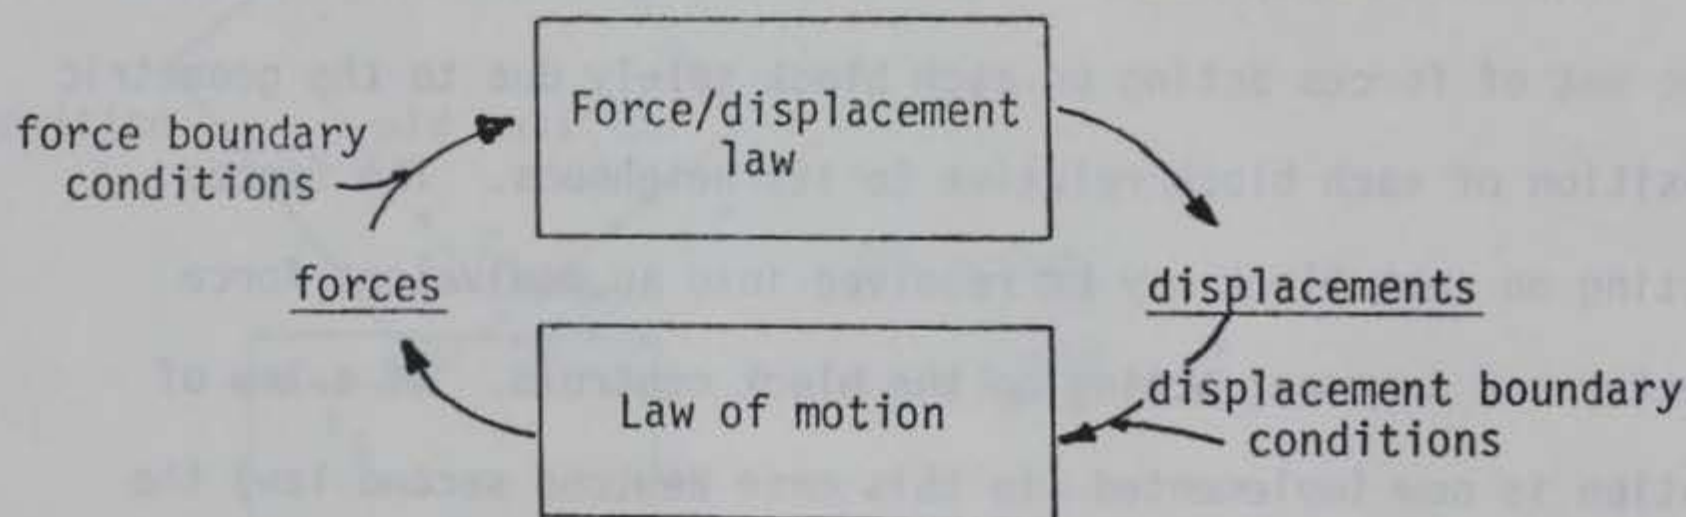 Force/displacement
law
force boundary
conditions
forces
displacements
Law of motion
displacement boundary
conditions